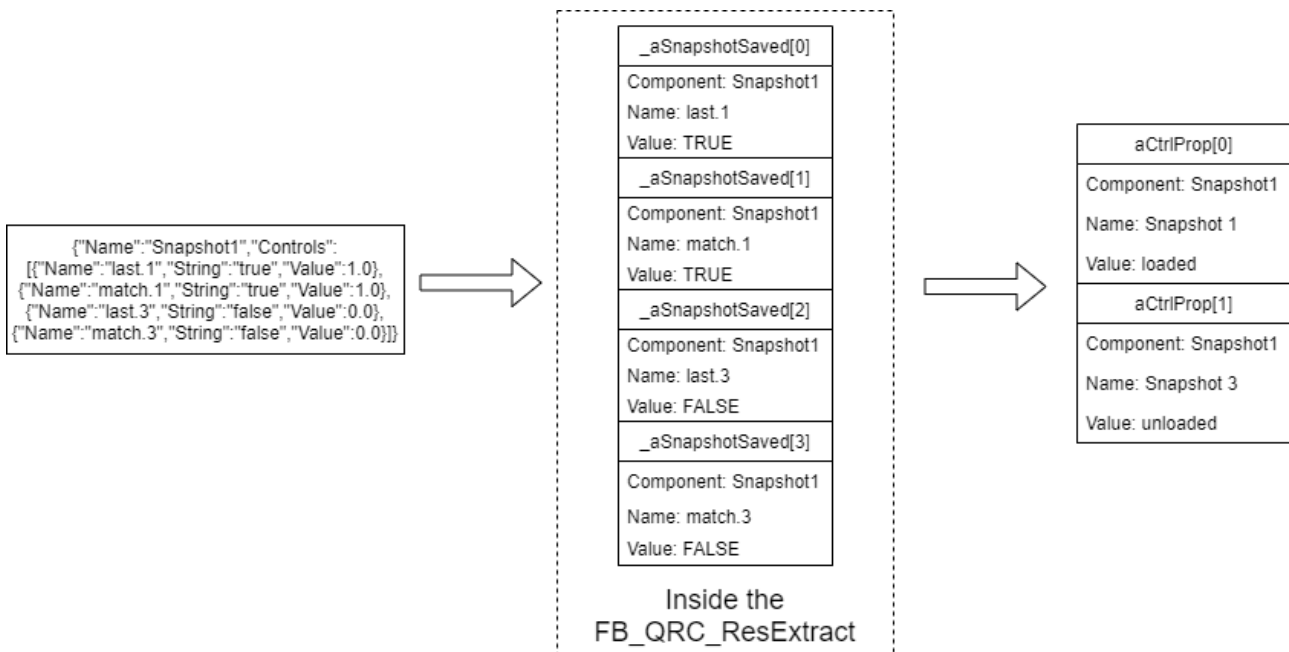 {"Name":"Snapshot1","Controls":
[{"Name":"last.1","String":"true","Value":1.0},
{"Name":"match.1","String":"true","Value":1.0},
{"Name":"last.3","String":"false","Value":0.0},
{"Name":"match.3","String":"false","Value":0.0}]}
_aSnapshotSaved[0]
Component: Snapshot1
Name: last.1
Value: TRUE
_aSnapshotSaved[1]
Component: Snapshot1
Name: match.1
Value: TRUE
_aSnapshotSaved[2]
Component: Snapshot1
Name: last.3
Value: FALSE
_aSnapshotSaved[3]
Component: Snapshot1
Name: match.3
Value: FALSE
Inside the
FB_QRC_ResExtract
aCtrlProp[0]
Component: Snapshot1
Name: Snapshot 1
Value: loaded
aCtrlProp[1]
Component: Snapshot1
Name: Snapshot 3
Value: unloaded